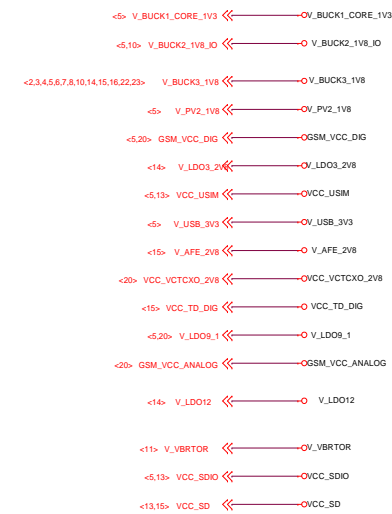 <5> V_BUCK1_CORE_1V3 V_BUCK1_CORE_1V3
<5,10> V_BUCK2_1V8_IO V_BUCK2_1V8_IO
<2,3,4,5,6,7,8,10,14,15,16,22,23> V_BUCK3_1V8 V_BUCK3_1V8
<5> V_PV2_1V8 V_PV2_1V8
<5,20> GSM_VCC_DIG GSM_VCC_DIG
<14> V_LDO3_2V8 V_LDO3_2V8
<5,13> VCC_USIM VCC_USIM
<5> V_USB_3V3 V_USB_3V3
<15> V_AFE_2V8 V_AFE_2V8
<20> VCC_VCTCXO_2V8 VCC_VCTCXO_2V8
<15> VCC_TD_DIG VCC_TD_DIG
<5,20> V_LDO9_1 V_LDO9_1
<20> GSM_VCC_ANALOG GSM_VCC_ANALOG
<14> V_LDO12 V_LDO12
<11> V_VBRTOR V_VBRTOR
<5,13> VCC_SDIO VCC_SDIO
<13,15> VCC_SD VCC_SD